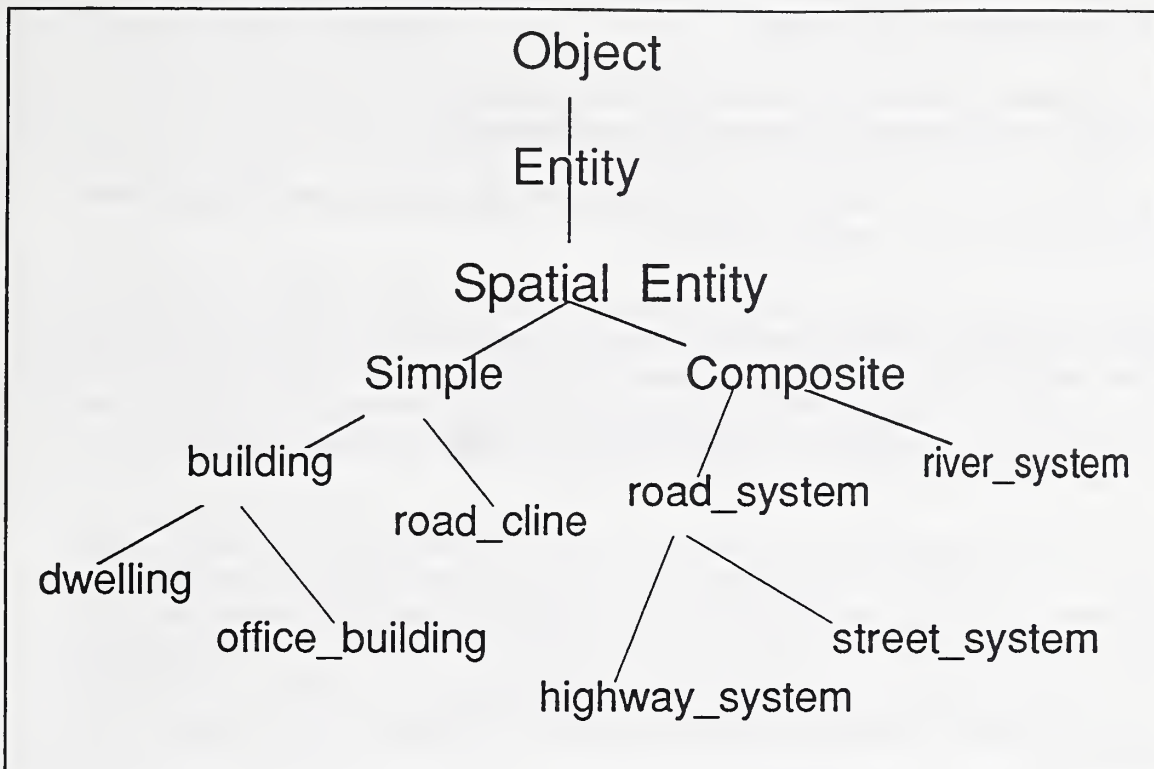 Object
Entity
Spatial Entity
Simple
Composite
building
river_system
road_cline
road_system
dwelling
office_building
street_system
highway_system